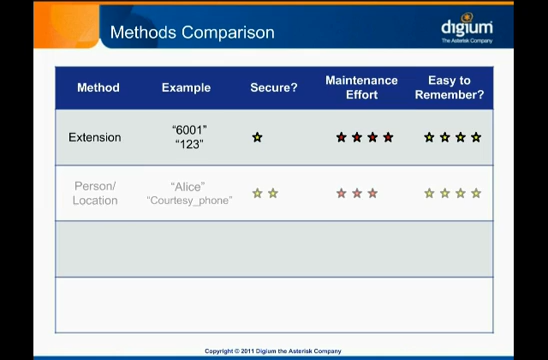 Methods Comparison
digium
The Asterisk Company
Method Example Secure? Maintenance Effort Easy to Remember?
Extension "6001" "123"
Person/ Location "Alice" "Courtesy_phone"
Copyright © 2011 Digium the Asterisk Company